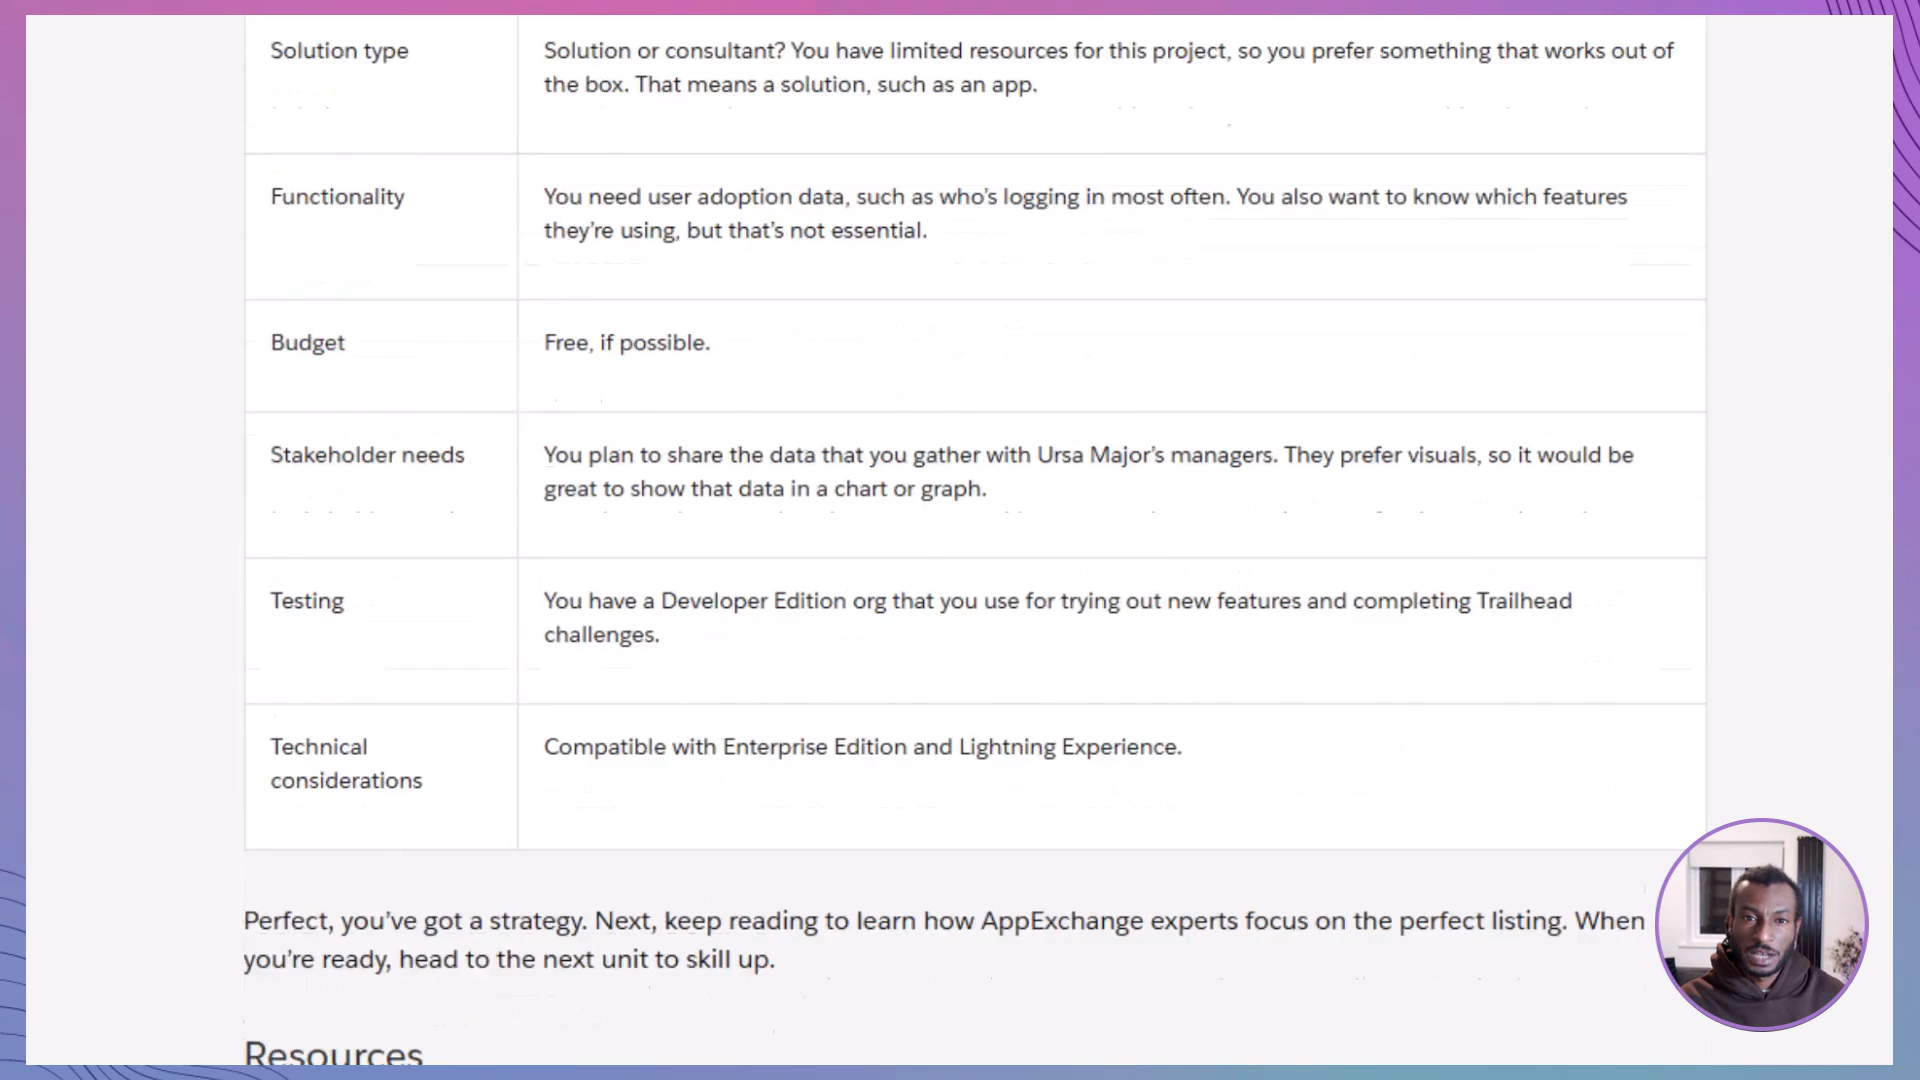 Solution type
Solution or consultant? You have limited resources for this project, so you prefer something that works out of
the box. That means a solution, such as an app.
Functionality
You need user adoption data, such as who’s logging in most often. You also want to know which features
they’re using, but that’s not essential.
Budget
Free, if possible.
Stakeholder needs
You plan to share the data that you gather with Ursa Major’s managers. They prefer visuals, so it would be
great to show that data in a chart or graph.
Testing
You have a Developer Edition org that you use for trying out new features and completing Trailhead
challenges.
Technical
considerations
Compatible with Enterprise Edition and Lightning Experience.
Perfect, you’ve got a strategy. Next, keep reading to learn how AppExchange experts focus on the perfect listing. When
you’re ready, head to the next unit to skill up.
Resources